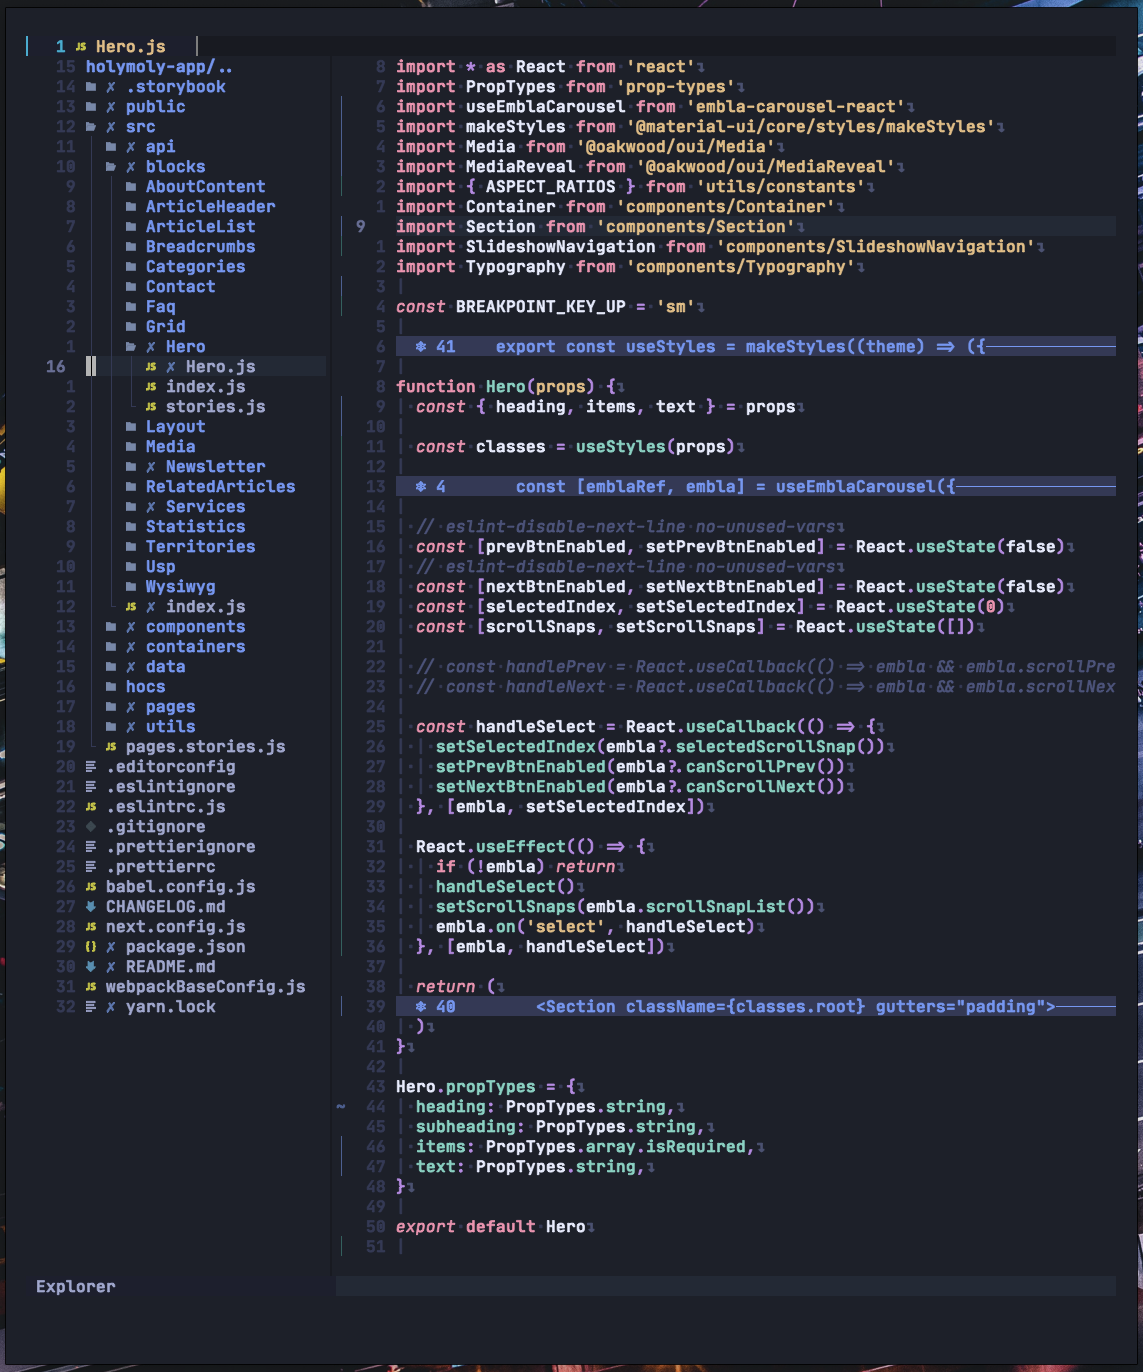 1 JS Hero.js
15 holymoly-app/..
14 ✗ .storybook
13 ✗ public
12 ✗ src
11 ✗ api
10 ✗ blocks
9 AboutContent
8 ArticleHeader
7 ArticleList
6 Breadcrumbs
5 Categories
4 Contact
3 Faq
2 Grid
1 ✗ Hero
16 JS ✗ Hero.js
1 JS index.js
2 JS stories.js
3 Layout
4 Media
5 ✗ Newsletter
6 RelatedArticles
7 ✗ Services
8 Statistics
9 Territories
10 Usp
11 Wysiwyg
12 JS ✗ index.js
13 ✗ components
14 ✗ containers
15 ✗ data
16 hocs
17 ✗ pages
18 ✗ utils
19 JS pages.stories.js
20 .editorconfig
21 .eslintignore
22 JS .eslintrc.js
23 .gitignore
24 .prettierignore
25 .prettierrc
26 JS babel.config.js
27 CHANGELOG.md
28 JS next.config.js
29 {} ✗ package.json
30 ✗ README.md
31 JS webpackBaseConfig.js
32 ✗ yarn.lock
Explorer
8 import * as React from 'react'
7 import PropTypes from 'prop-types'
6 import useEmblaCarousel from 'embla-carousel-react'
5 import makeStyles from '@material-ui/core/styles/makeStyles'
4 import Media from '@oakwood/oui/Media'
3 import MediaReveal from '@oakwood/oui/MediaReveal'
2 import { ASPECT_RATIOS } from 'utils/constants'
1 import Container from 'components/Container'
9 import Section from 'components/Section'
1 import SlideshowNavigation from 'components/SlideshowNavigation'
2 import Typography from 'components/Typography'
3
4 const BREAKPOINT_KEY_UP = 'sm'
5
6 ❄ 41 export const useStyles = makeStyles((theme) => ({
7
8 function Hero(props) {
9 const { heading, items, text } = props
10
11 const classes = useStyles(props)
12
13 ❄ 4 const [emblaRef, embla] = useEmblaCarousel({
14
15 // eslint-disable-next-line no-unused-vars
16 const [prevBtnEnabled, setPrevBtnEnabled] = React.useState(false)
17 // eslint-disable-next-line no-unused-vars
18 const [nextBtnEnabled, setNextBtnEnabled] = React.useState(false)
19 const [selectedIndex, setSelectedIndex] = React.useState(0)
20 const [scrollSnaps, setScrollSnaps] = React.useState([])
21
22 // const handlePrev = React.useCallback(() => embla && embla.scrollPre
23 // const handleNext = React.useCallback(() => embla && embla.scrollNex
24
25 const handleSelect = React.useCallback(() => {
26 setSelectedIndex(embla?.selectedScrollSnap())
27 setPrevBtnEnabled(embla?.canScrollPrev())
28 setNextBtnEnabled(embla?.canScrollNext())
29 }, [embla, setSelectedIndex])
30
31 React.useEffect(() => {
32 if (!embla) return
33 handleSelect()
34 setScrollSnaps(embla.scrollSnapList())
35 embla.on('select', handleSelect)
36 }, [embla, handleSelect])
37
38 return (
39 ❄ 40 <Section className={classes.root} gutters="padding">
40 )
41 }
42
43 Hero.propTypes = {
~ 44 heading: PropTypes.string,
45 subheading: PropTypes.string,
46 items: PropTypes.array.isRequired,
47 text: PropTypes.string,
48 }
49
50 export default Hero
51